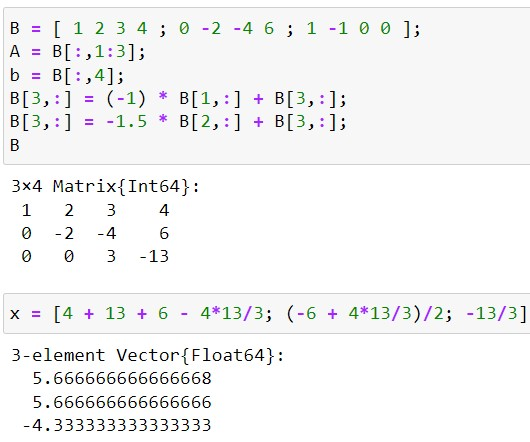 B = [ 1 2 3 4 ; 0 -2 -4 6 ; 1 -1 0 0 ];
A = B[:,1:3];
b = B[:,4];
B[3,:] = (-1) * B[1,:] + B[3,:];
B[3,:] = -1.5 * B[2,:] + B[3,:];
B
3×4 Matrix{Int64}:
1 2 3 4
0 -2 -4 6
0 0 3 -13
x = [4 + 13 + 6 - 4*13/3; (-6 + 4*13/3)/2; -13/3]
3-element Vector{Float64}:
5.666666666666668
5.666666666666666
-4.333333333333333